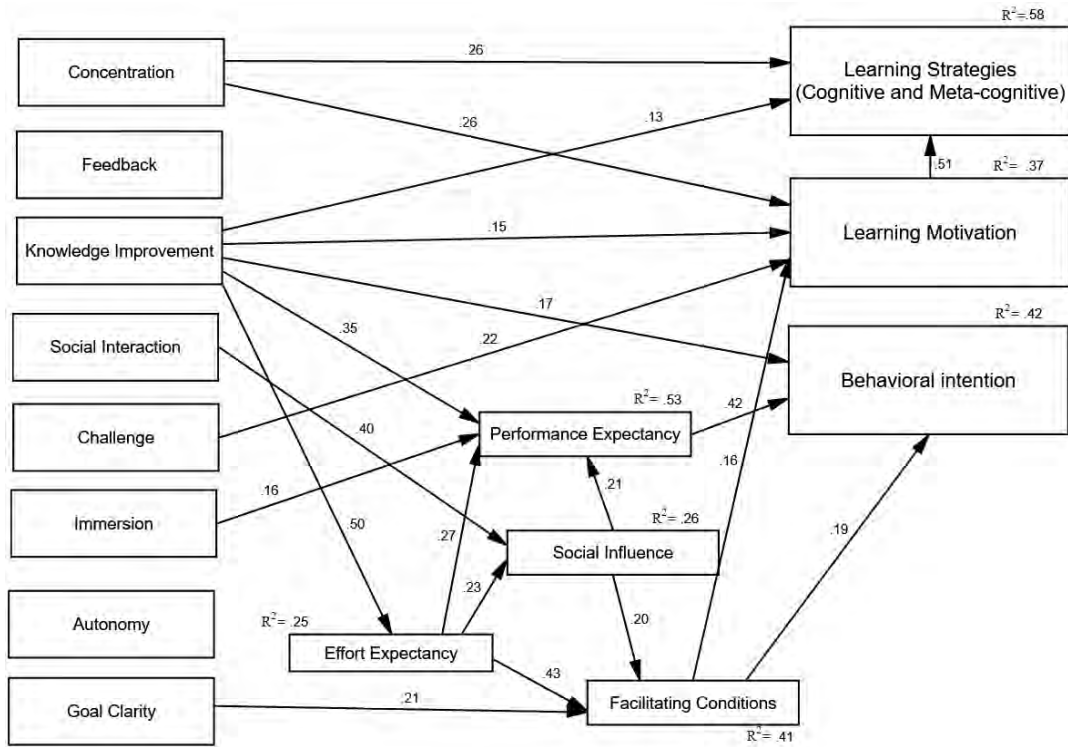 R²=.58
Concentration
.26
Learning Strategies
(Cognitive and Meta-cognitive)
.26
.13
Feedback
.51
R²= .37
Knowledge Improvement
.15
Learning Motivation
.17
.35
R²= .42
Social Interaction
.22
Behavioral intention
R²= .53
.42
Challenge
.40
Performance Expectancy
.16
.16
.21
Immersion
.50
.27
R²= .26
Social Influence
.19
.23
Autonomy
R²= .25
.20
Effort Expectancy
.43
Goal Clarity
.21
Facilitating Conditions
R²= .41